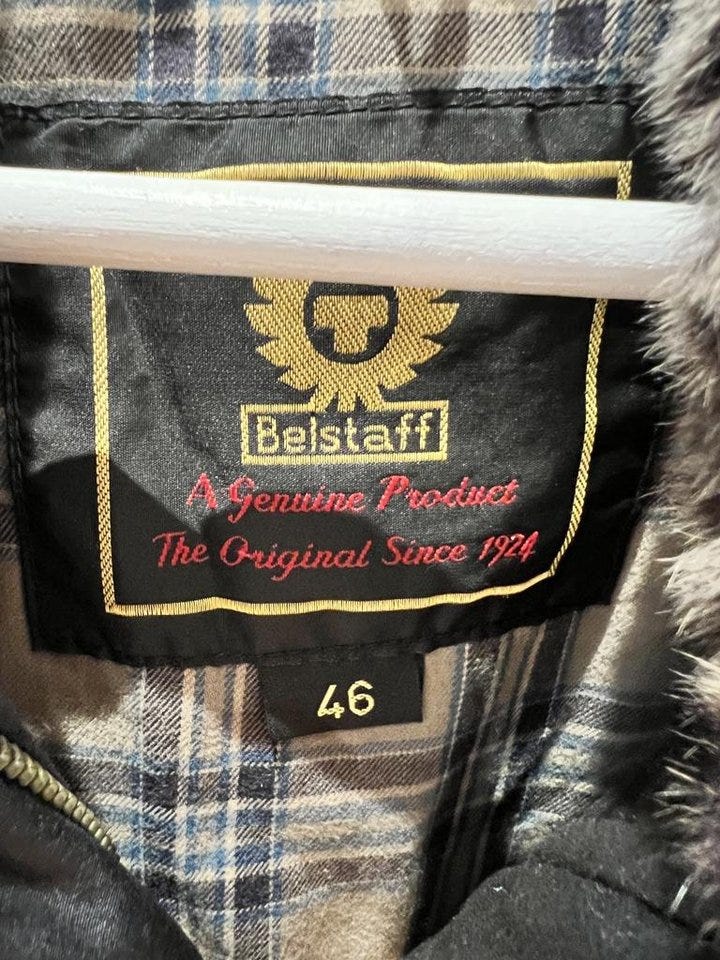 Belstaff
A Genuine Product
The Original Since 1924
46